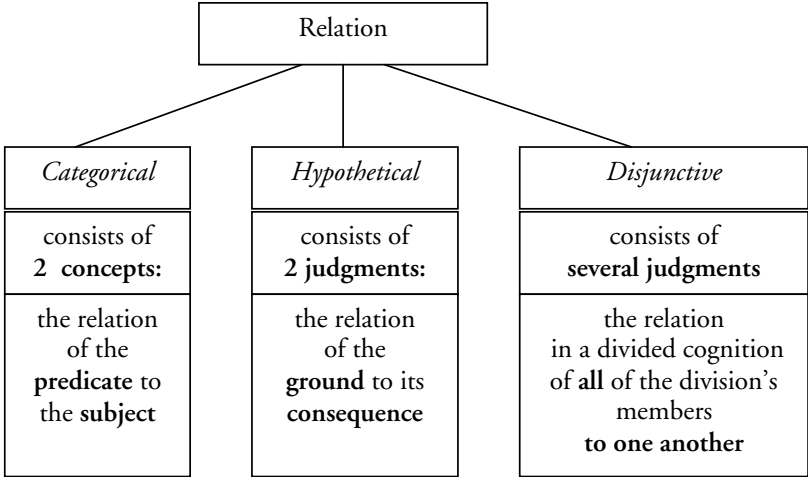 Relation
Categorical
consists of
2 concepts:
the relation
of the
predicate to
the subject
Hypothetical
consists of
2 judgments:
the relation
of the
ground to its
consequence
Disjunctive
consists of
several judgments
the relation
in a divided cognition
of all of the division's
members
to one another